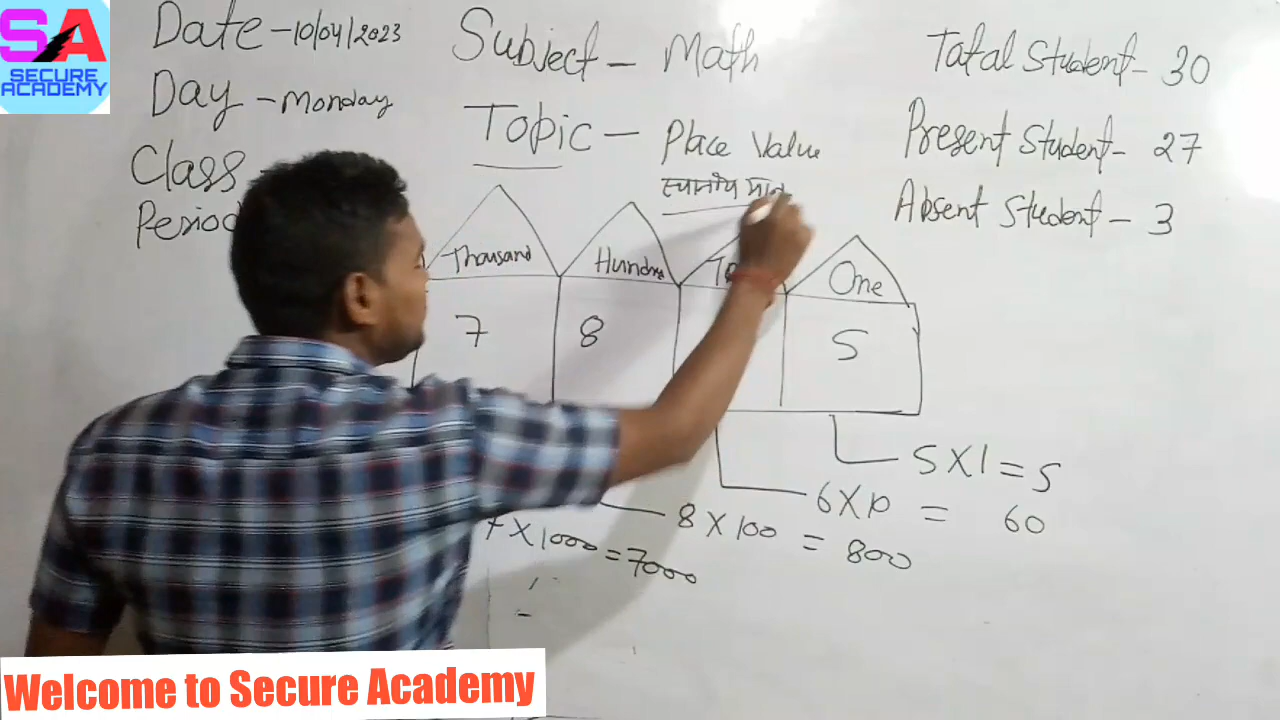 SA
SECURE
ACADEMY
Date - 10/04/2023
Day - Monday
Class -
Period
Subject - Math
Topic - Place Value
स्थानीय मान
Tatal Student - 30
Present Student - 27
Absent Student - 3
Thousand
Hundred
One
7
8
5
5 X 1 = 5
6 X 10 = 60
8 X 100 = 800
7 X 1000 = 7000
Welcome to Secure Academy